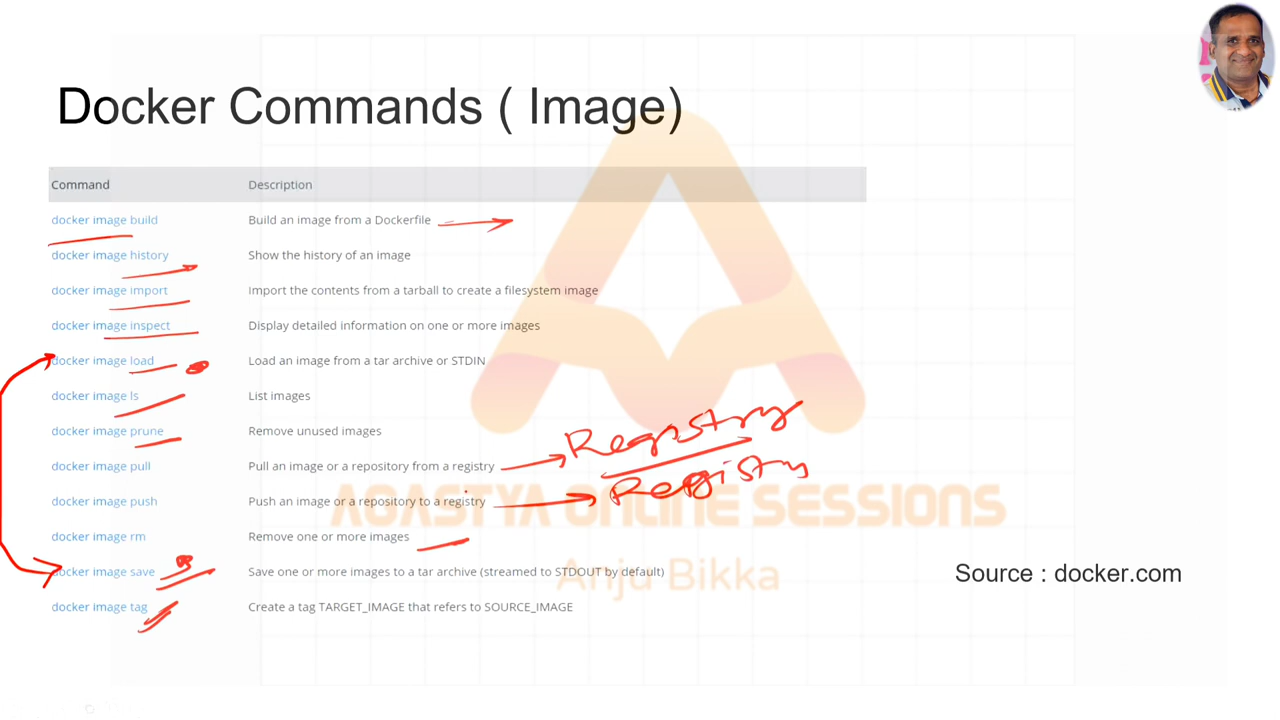 Docker Commands ( Image)
Command Description
docker image build Build an image from a Dockerfile
docker image history Show the history of an image
docker image import Import the contents from a tarball to create a filesystem image
docker image inspect Display detailed information on one or more images
docker image load Load an image from a tar archive or STDIN
docker image ls List images
docker image prune Remove unused images
docker image pull Pull an image or a repository from a registry Registry
docker image push Push an image or a repository to a registry Registry
AGASTYA ONLINE SESSIONS
docker image rm Remove one or more images
docker image save Save one or more images to a tar archive (streamed to STDOUT by default)
Anju Bikka
Source : docker.com
docker image tag Create a tag TARGET_IMAGE that refers to SOURCE_IMAGE